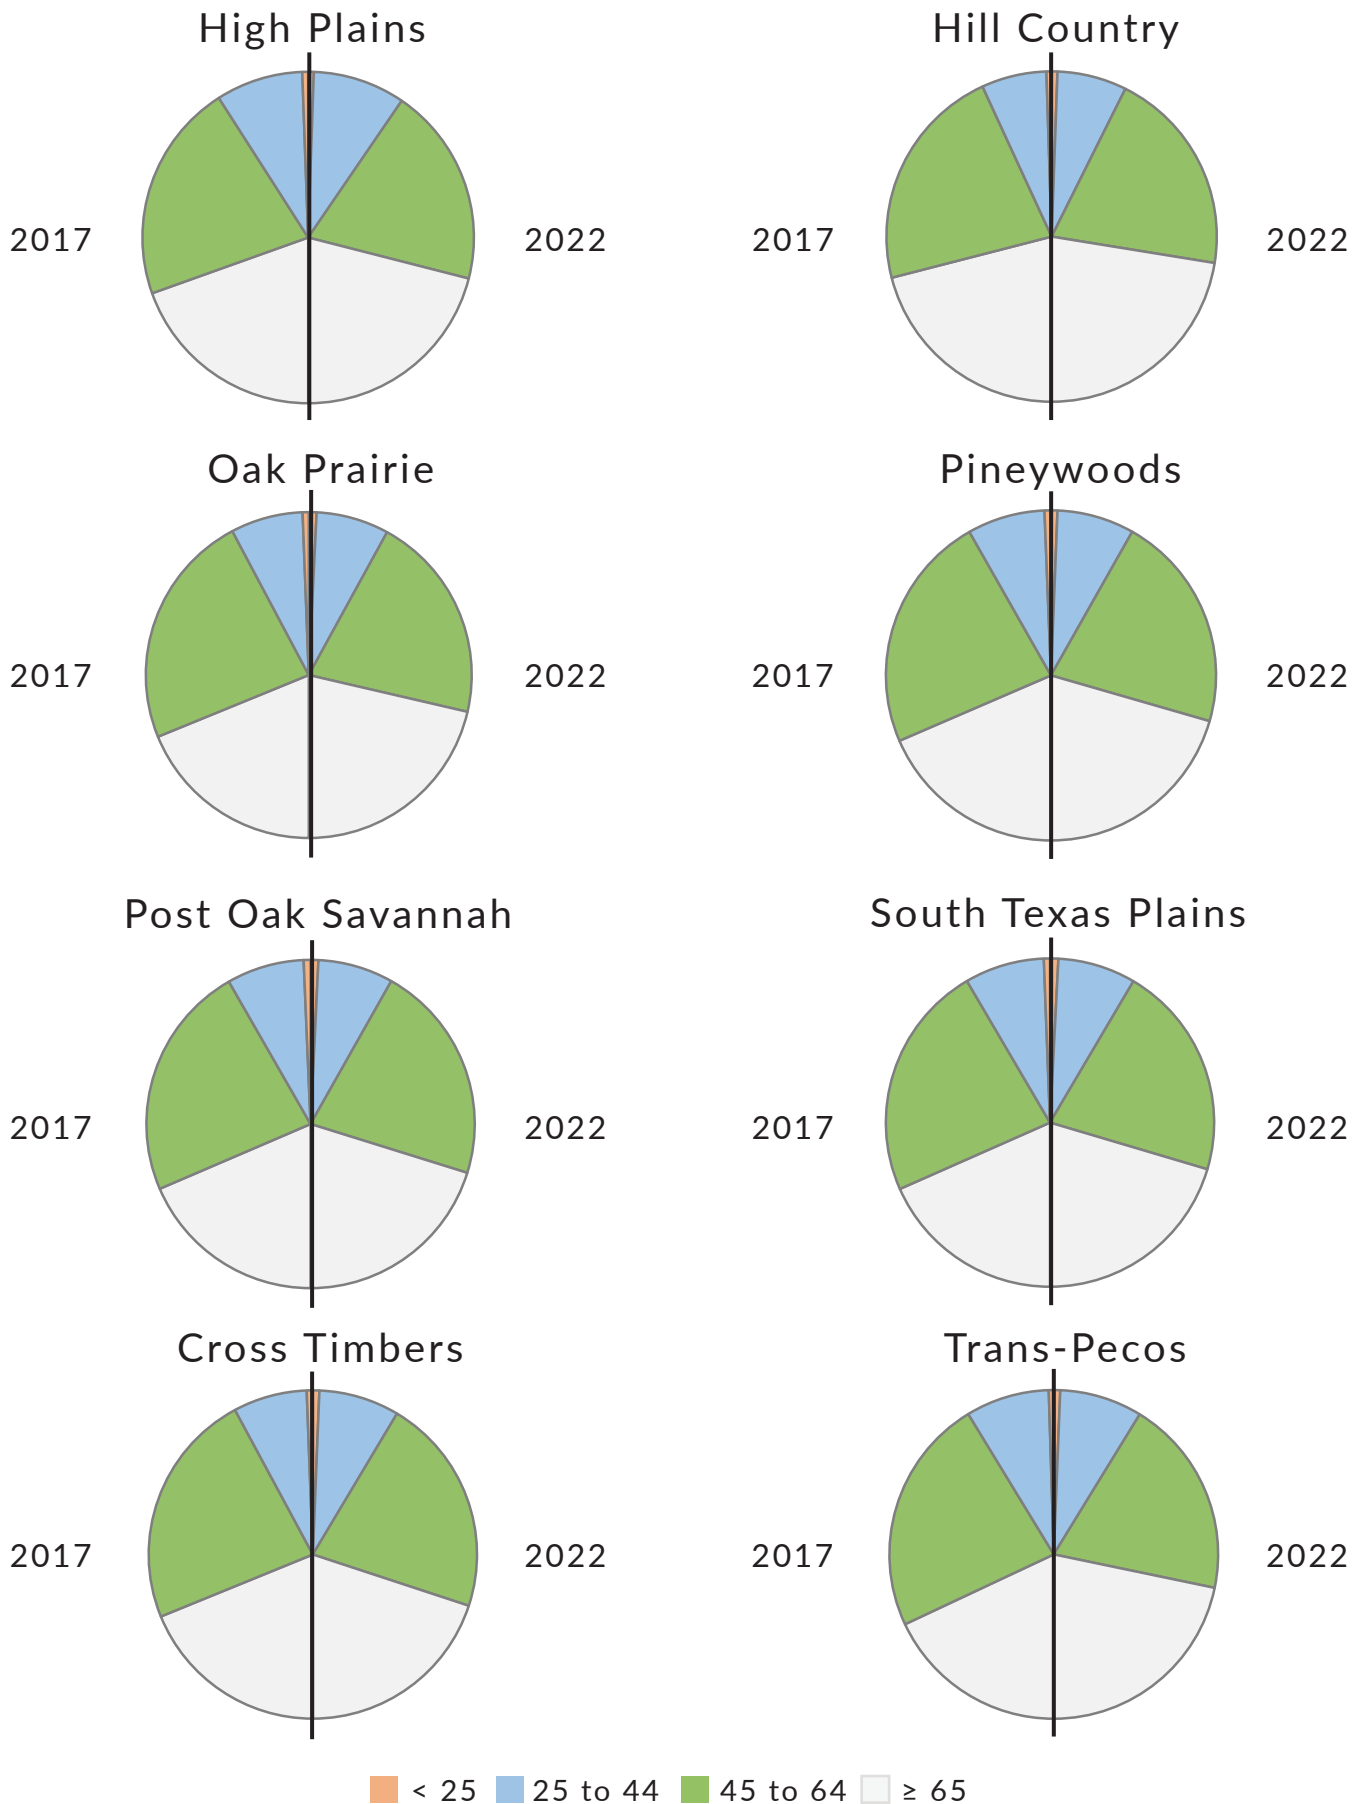 High Plains
Hill Country
2017
2022
2017
2022
Oak Prairie
Pineywoods
2017
2022
2017
2022
Post Oak Savannah
South Texas Plains
2017
2022
2017
2022
Cross Timbers
Trans-Pecos
2017
2022
2017
2022
< 25 25 to 44 45 to 64 ≥ 65